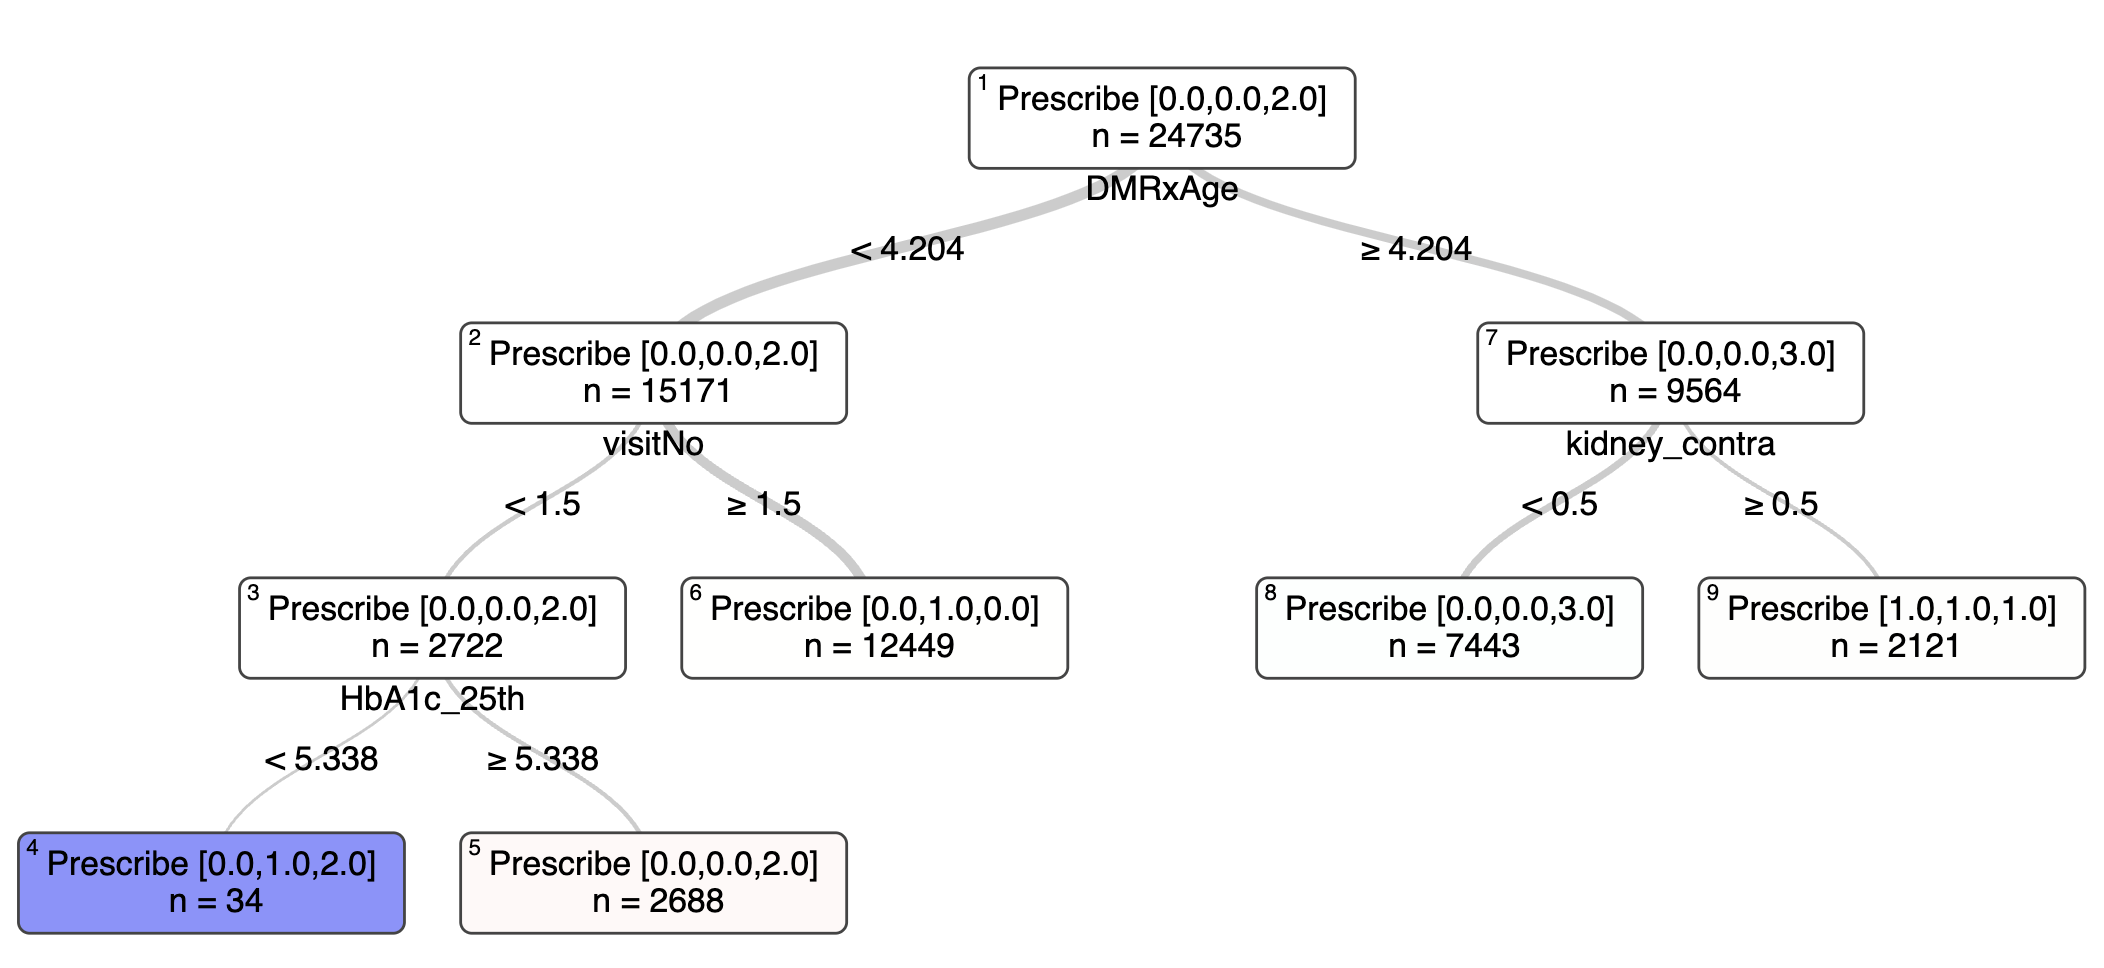 1
Prescribe [0.0,0.0,2.0]
n = 24735
DMRxAge
< 4.204
≥ 4.204
2
Prescribe [0.0,0.0,2.0]
n = 15171
visitNo
7
Prescribe [0.0,0.0,3.0]
n = 9564
kidney_contra
< 1.5
≥ 1.5
< 0.5
≥ 0.5
3
Prescribe [0.0,0.0,2.0]
n = 2722
HbA1c_25th
6
Prescribe [0.0,1.0,0.0]
n = 12449
8
Prescribe [0.0,0.0,3.0]
n = 7443
9
Prescribe [1.0,1.0,1.0]
n = 2121
< 5.338
≥ 5.338
4
Prescribe [0.0,1.0,2.0]
n = 34
5
Prescribe [0.0,0.0,2.0]
n = 2688